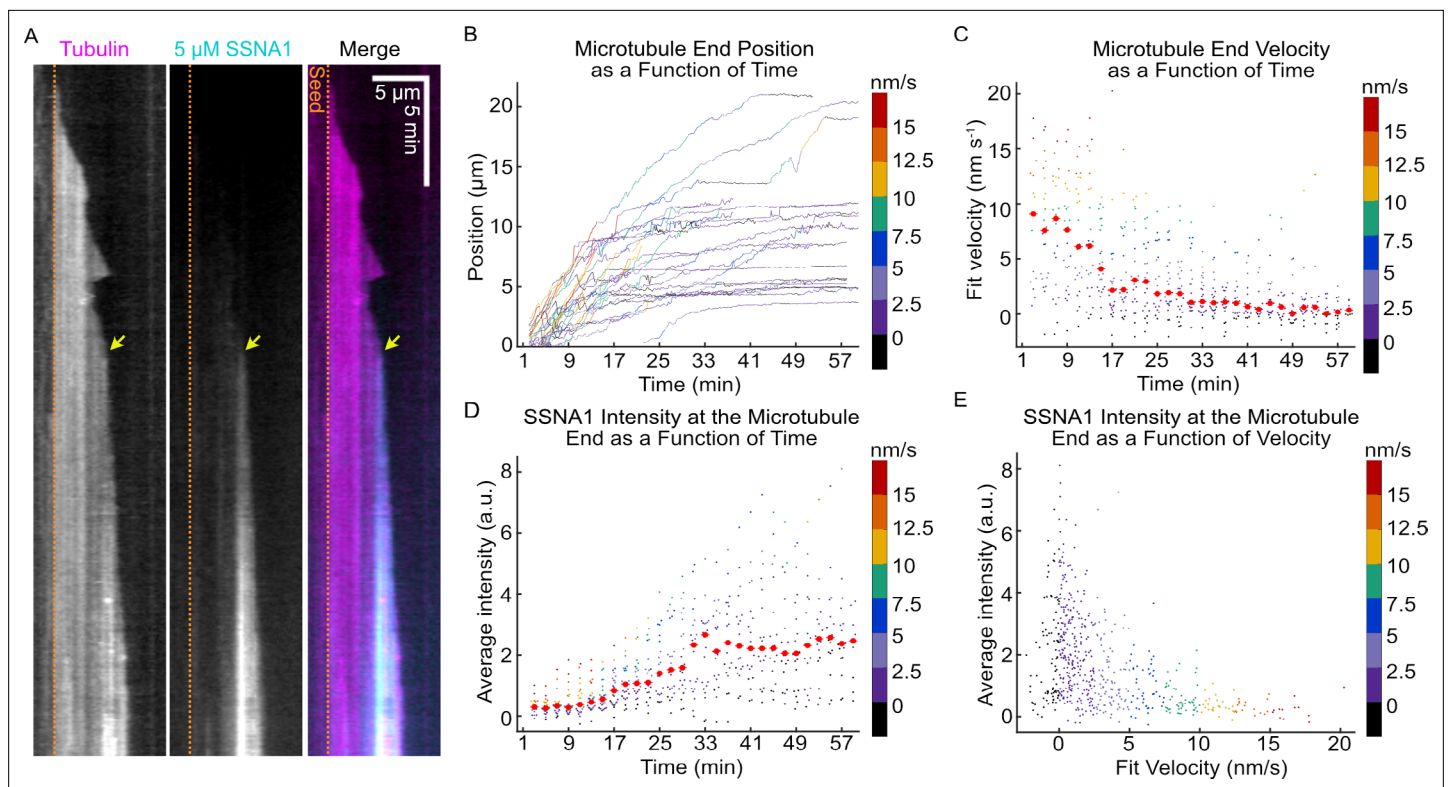 A
Tubulin
5 µM SSNA1
Merge
Seed
5 µm
5 min
B
Microtubule End Position
as a Function of Time
Position (µm)
20
15
10
5
0
1 9 17 25 33 41 49 57
Time (min)
nm/s
15
12.5
10
7.5
5
2.5
0
C
Microtubule End Velocity
as a Function of Time
Fit velocity (nm s⁻¹)
20
15
10
5
0
1 9 17 25 33 41 49 57
Time (min)
nm/s
15
12.5
10
7.5
5
2.5
0
D
SSNA1 Intensity at the Microtubule
End as a Function of Time
Average intensity (a.u.)
8
6
4
2
0
1 9 17 25 33 41 49 57
Time (min)
nm/s
15
12.5
10
7.5
5
2.5
0
E
SSNA1 Intensity at the Microtubule
End as a Function of Velocity
Average intensity (a.u.)
8
6
4
2
0
0 5 10 15 20
Fit Velocity (nm/s)
nm/s
15
12.5
10
7.5
5
2.5
0